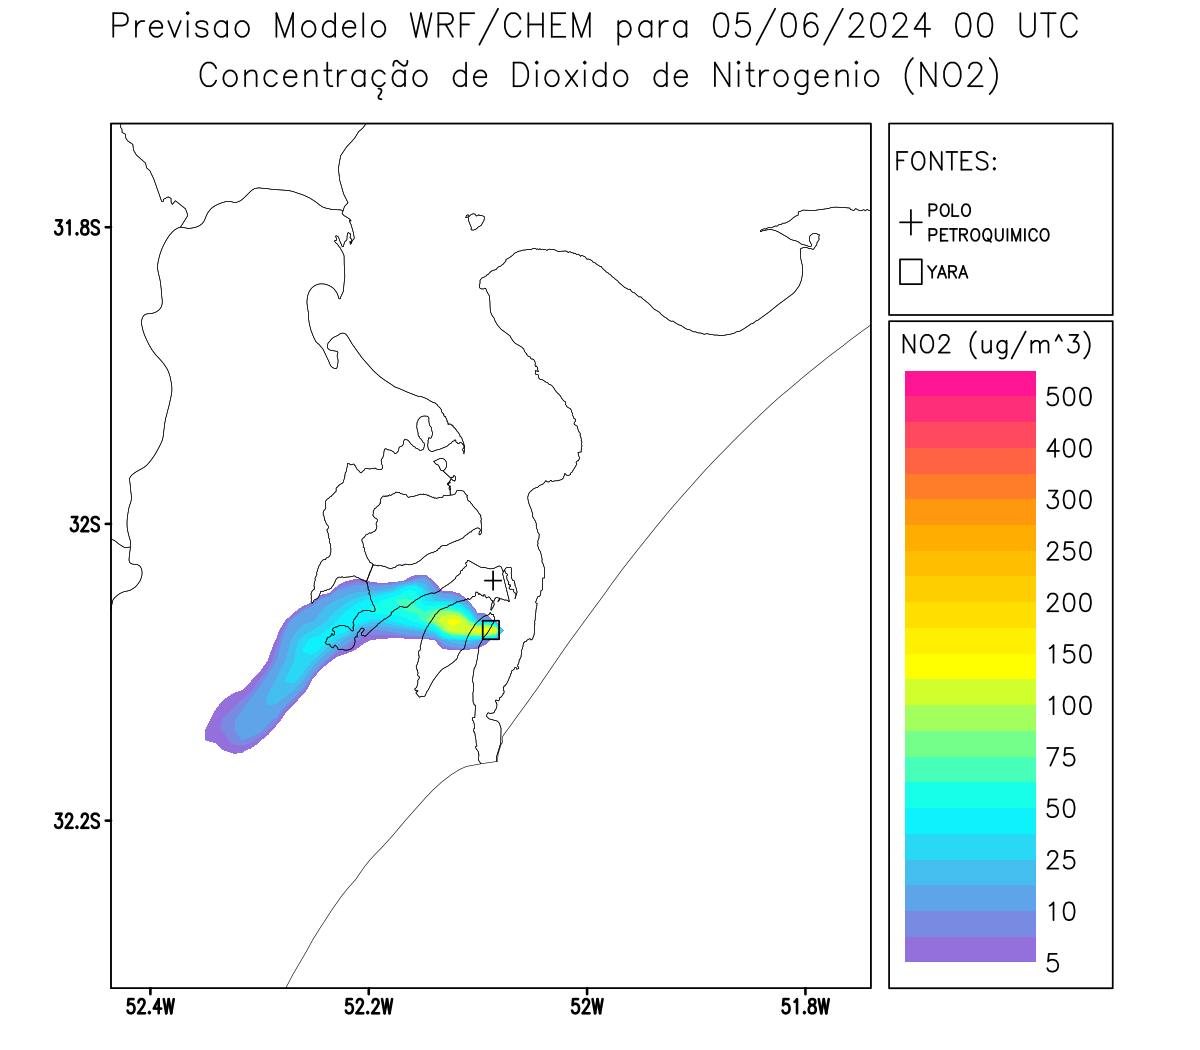 Previsao Modelo WRF/CHEM para 05/06/2024 00 UTC
Concentração de Dioxido de Nitrogenio (NO2)
FONTES:
POLO
PETROQUIMICO
YARA
NO2 (ug/m^3)
500
400
300
250
200
150
100
75
50
25
10
5
31.8S
32S
32.2S
52.4W
52.2W
52W
51.8W